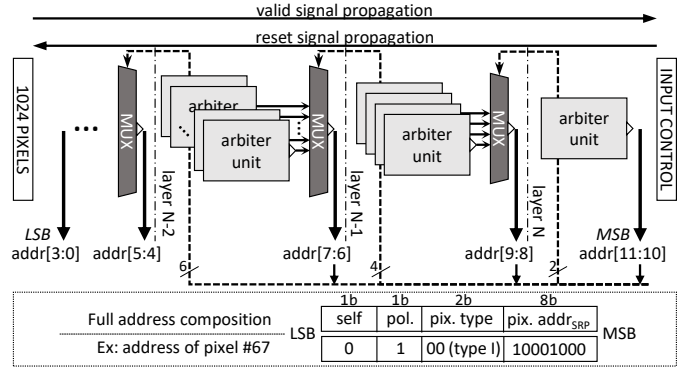 valid signal propagation
reset signal propagation
1024 PIXELS
...
MUX
arbiter
arbiter
unit
MUX
arbiter
unit
MUX
arbiter
unit
INPUT CONTROL
layer N-2
layer N-1
layer N
LSB
addr[3:0]
addr[5:4]
6
addr[7:6]
4
addr[9:8]
2
MSB
addr[11:10]
1b 1b 2b 8b
Full address composition
LSB
self pol. pix. type pix. addrSRP
MSB
Ex: address of pixel #67
0 1 00 (type I) 10001000